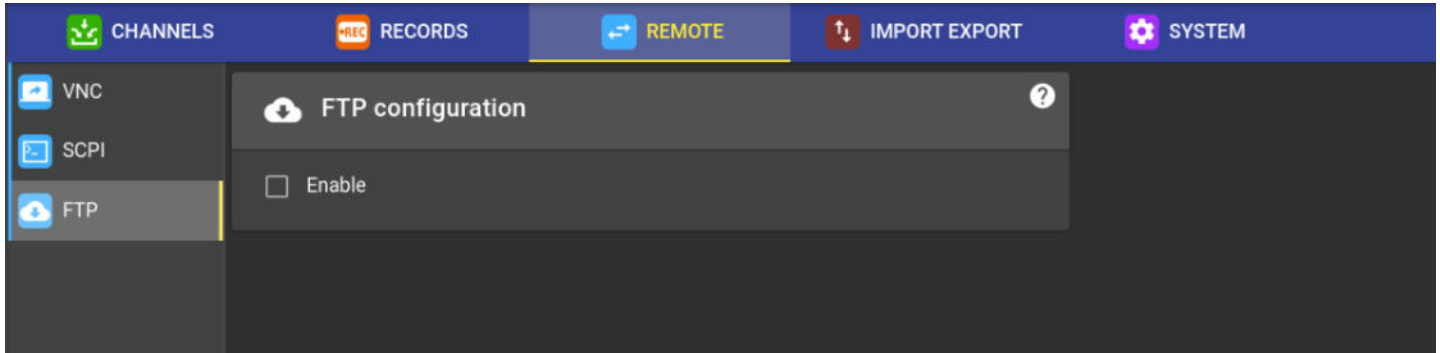 CHANNELS
REC RECORDS
REMOTE
IMPORT EXPORT
SYSTEM
VNC
SCPI
FTP
FTP configuration
?
Enable